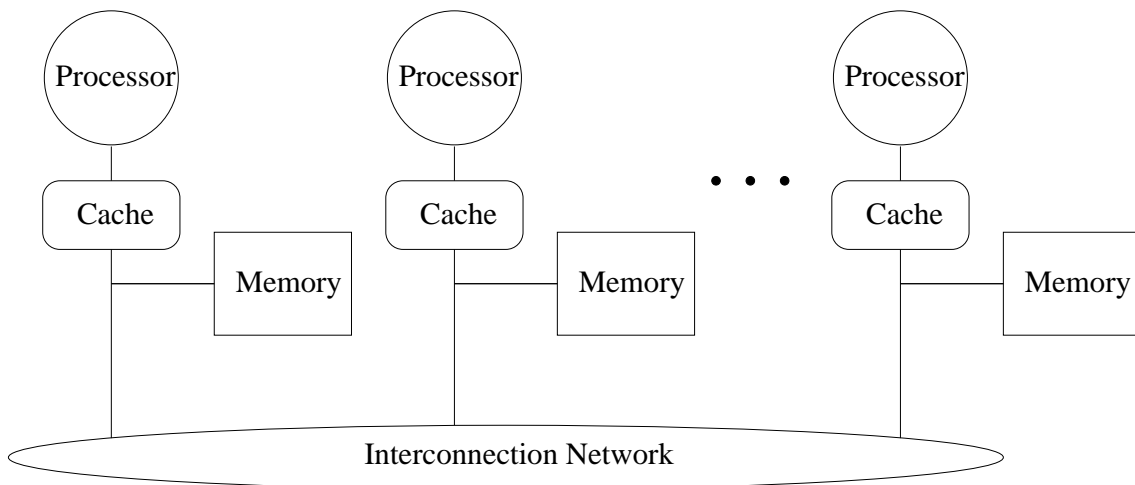 Processor
Processor
Processor
Cache
Cache
Cache
Memory
Memory
Memory
Interconnection Network